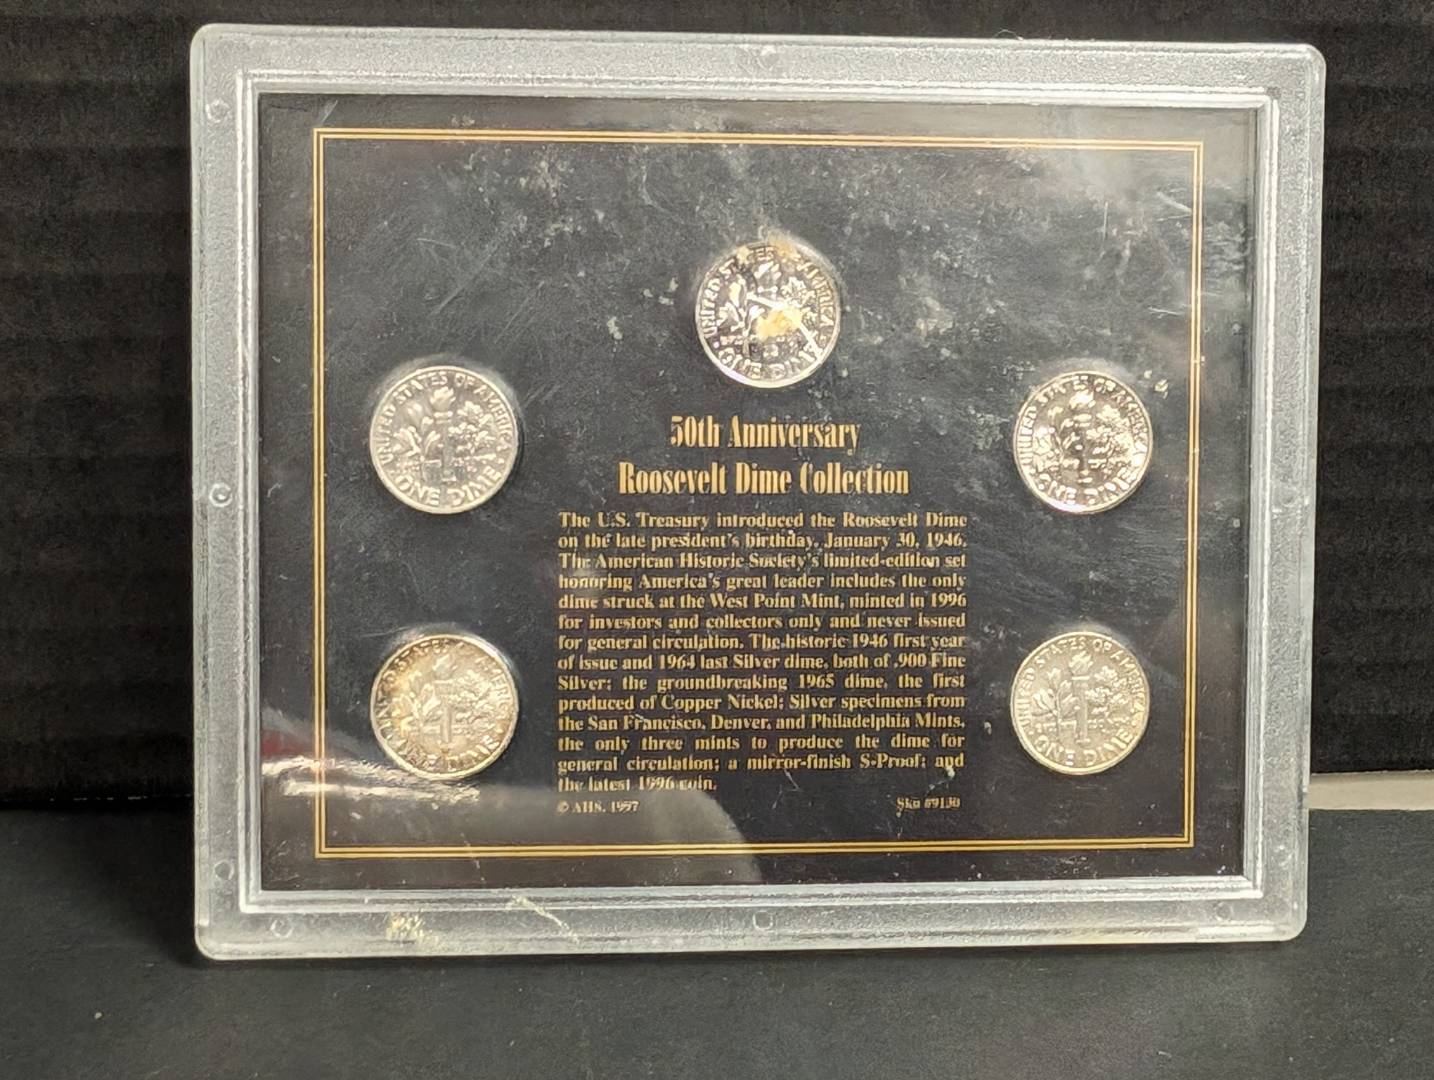 UNITED STATES OF AMERICA
ONE DIME
UNITED STATES OF AMERICA
ONE DIME
UNITED STATES OF AMERICA
ONE DIME
50th Anniversary
Roosevelt Dime Collection
The U.S. Treasury introduced the Roosevelt Dime
on the late president's birthday, January 30, 1946.
The American Historic Society's limited-edition set
honoring America's great leader includes the only
dime struck at the West Point Mint, minted in 1996
for investors and collectors only and never issued
for general circulation. The historic 1946 first year
of issue and 1964 last Silver dime, both of .900 Fine
Silver; the groundbreaking 1965 dime, the first
produced of Copper Nickel; Silver specimens from
the San Francisco, Denver, and Philadelphia Mints,
the only three mints to produce the dime for
general circulation; a mirror-finish S-Proof; and
the latest 1996 coin.
© AHS, 1997 Sku #9130
UNITED STATES AMERICA
ONE DIME
UNITED STATES OF AMERICA
ONE DIME